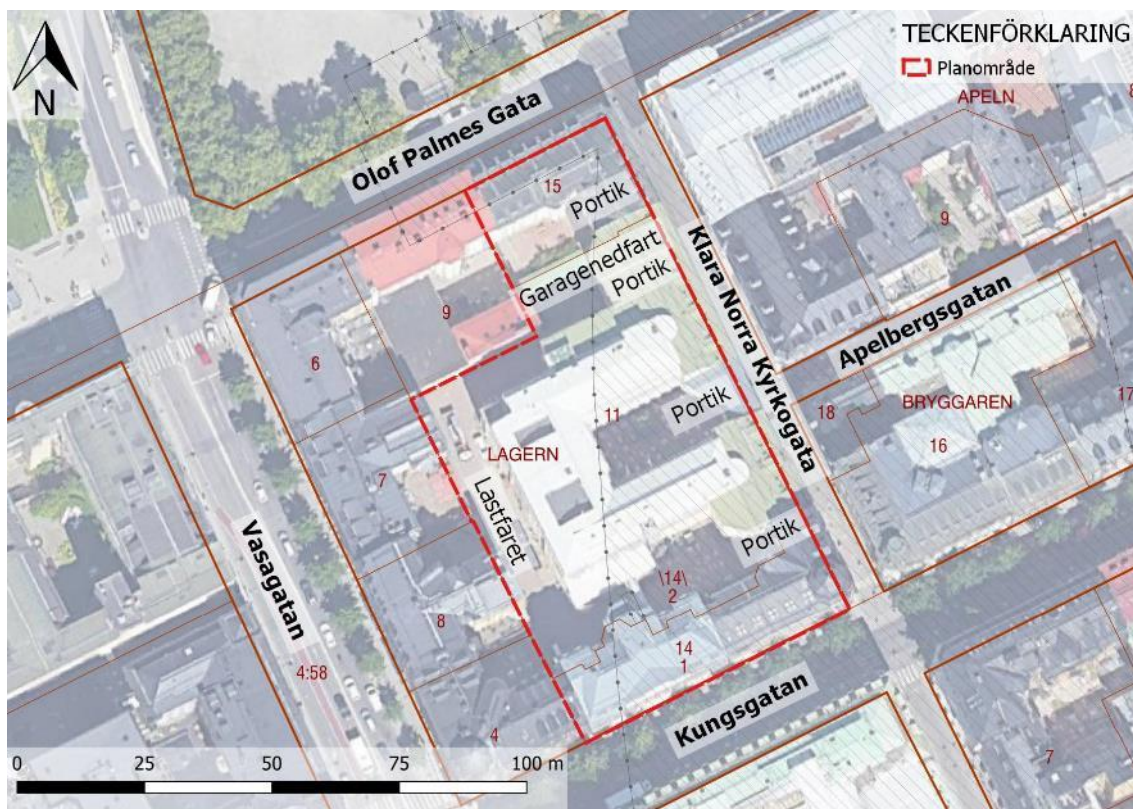 TECKENFÖRKLARING
Planområde
N
Olof Palmes Gata
APELN
8
15
Portik
9
Garagenedfart
Portik
Klara Norra Kyrkogata
9
6
Apelbergsgatan
11
Portik
18
BRYGGAREN
17
16
LAGERN
7
Lastfaret
Vasagatan
Portik
\14\
2
8
14
1
4:58
4
Kungsgatan
7
0 25 50 75 100 m